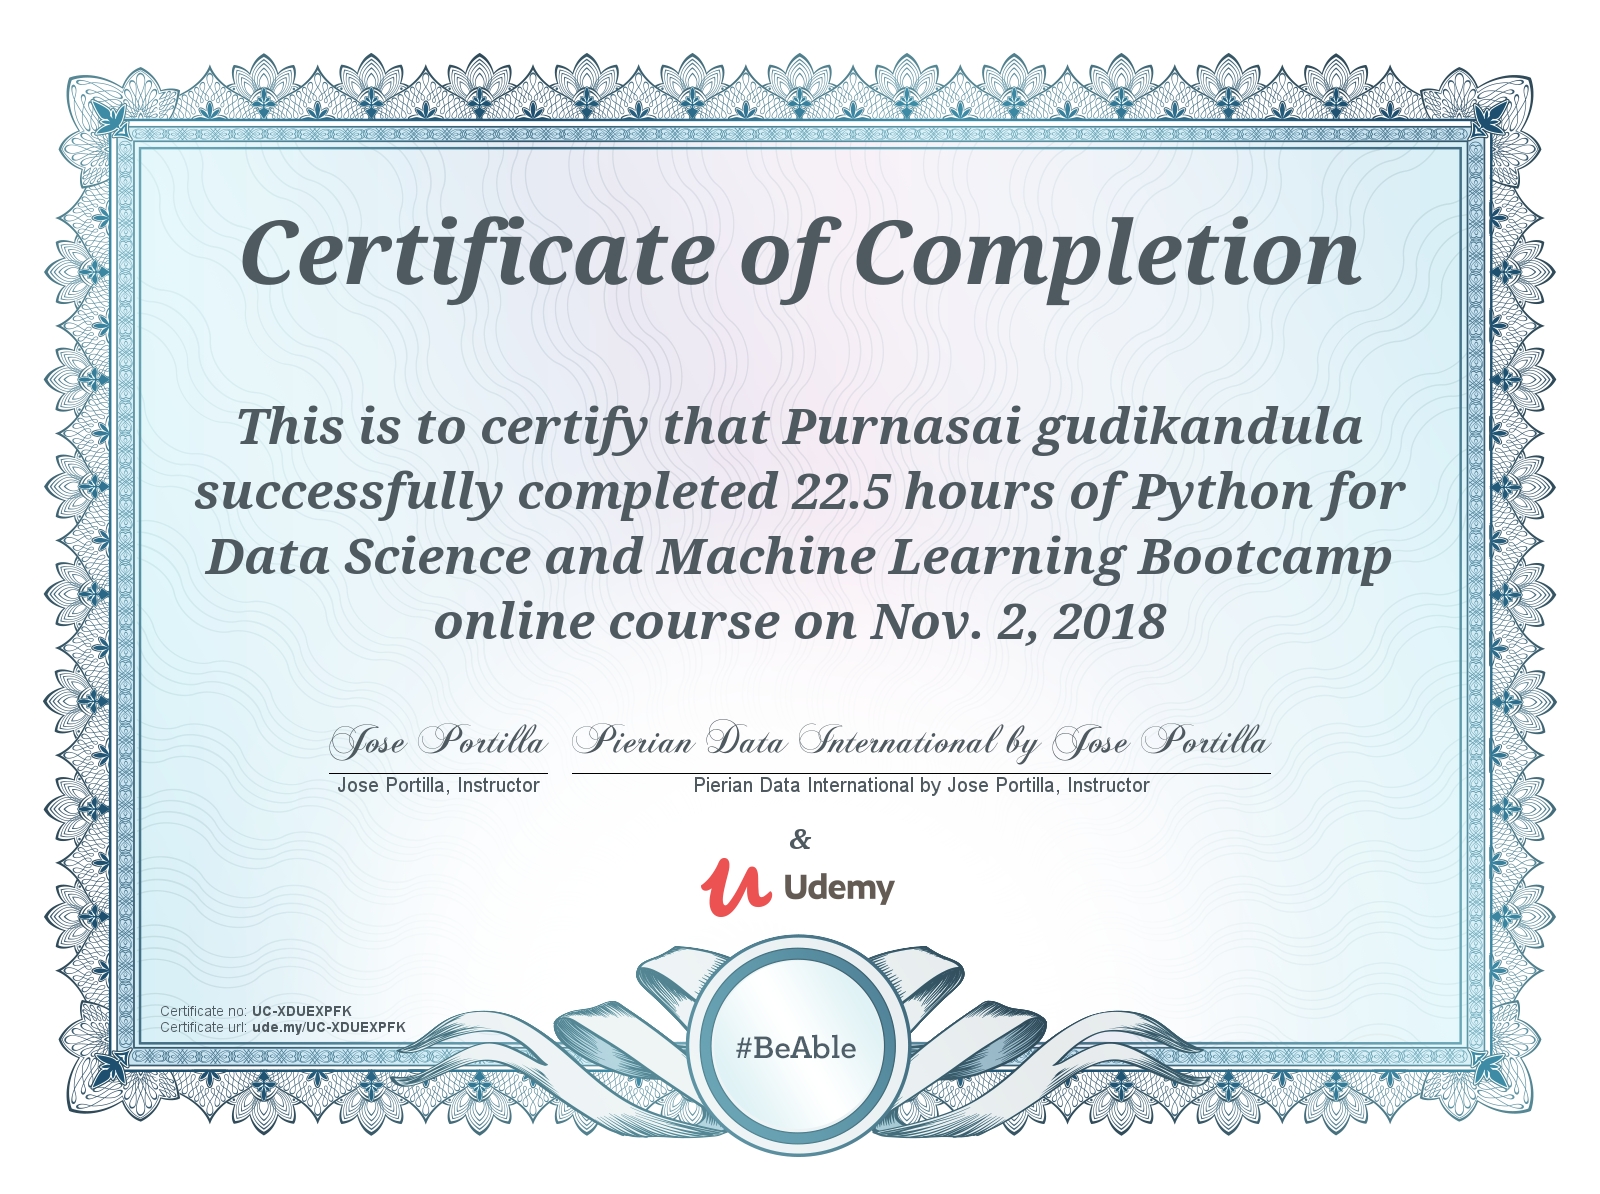 Certificate of Completion
This is to certify that Purnasai gudikandula
successfully completed 22.5 hours of Python for
Data Science and Machine Learning Bootcamp
online course on Nov. 2, 2018
Jose Portilla
Jose Portilla, Instructor
Pierian Data International by Jose Portilla
Pierian Data International by Jose Portilla, Instructor
&
Udemy
Certificate no: UC-XDUEXPFK
Certificate url: ude.my/UC-XDUEXPFK
#BeAble